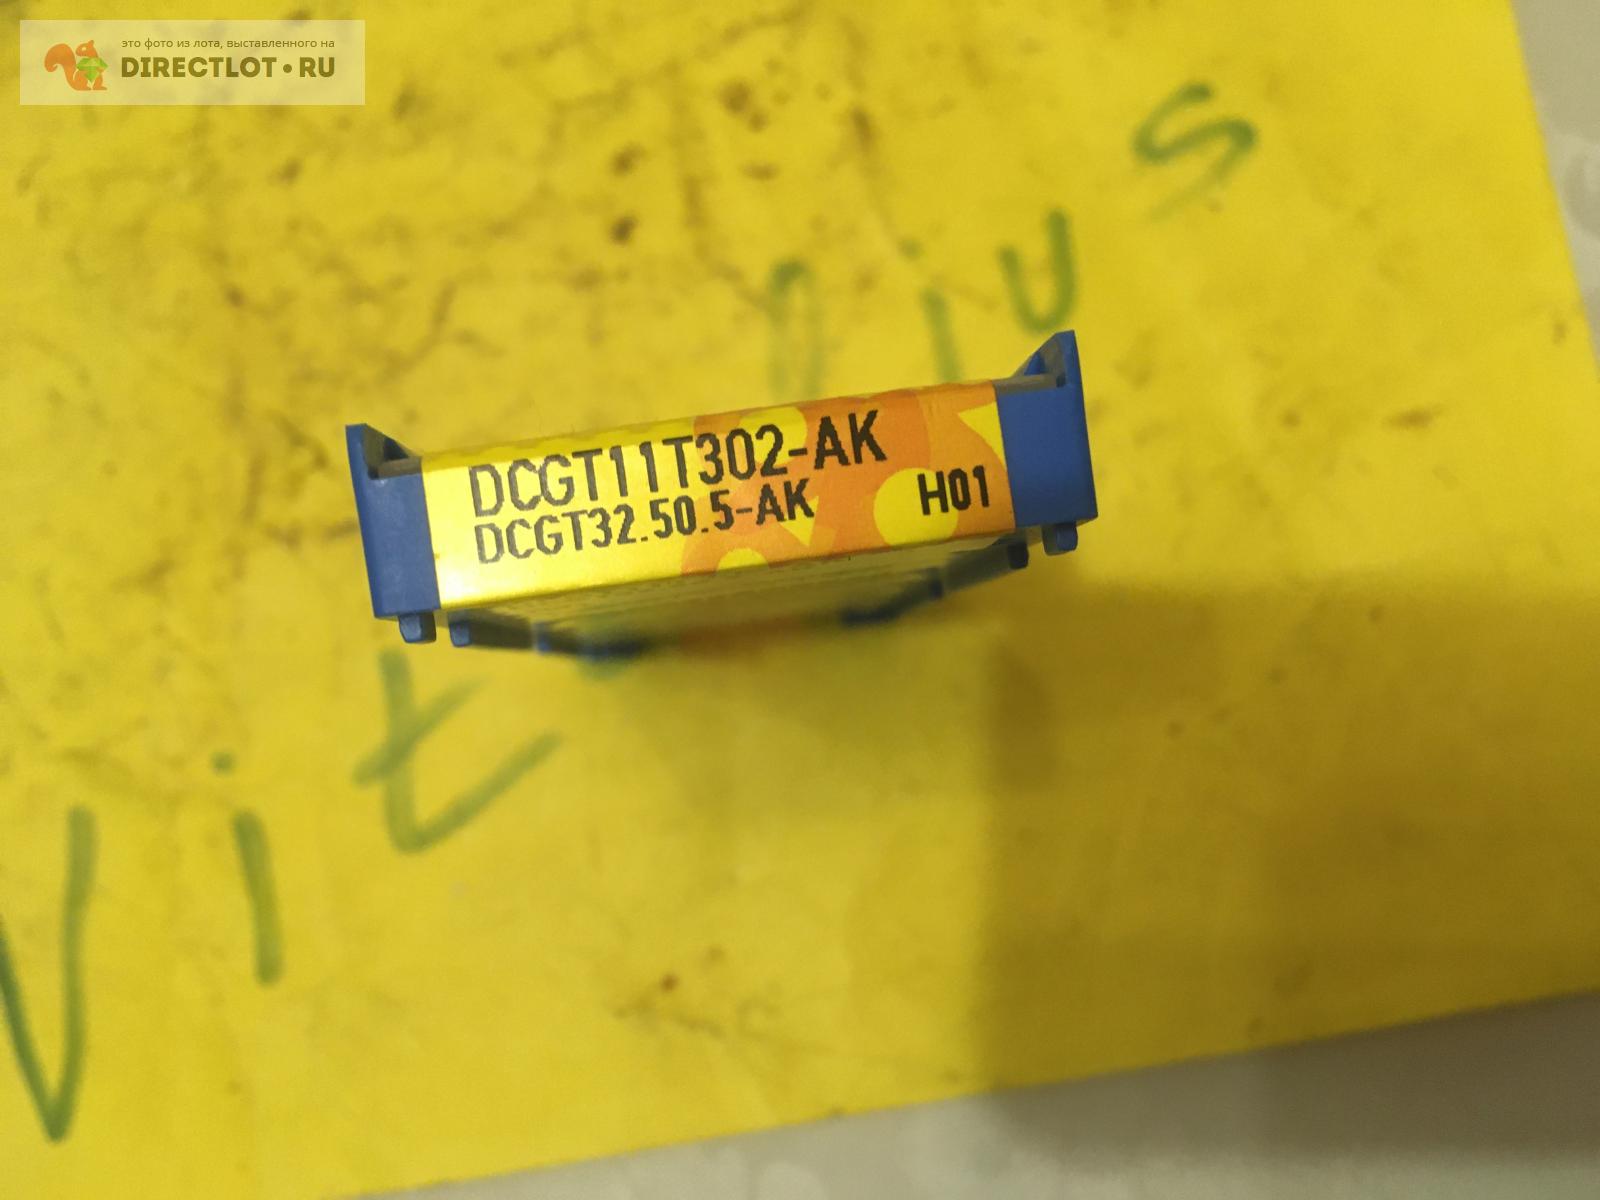 это фото из лота, выставленного на
DIRECTLOT•RU
DCGT11T302-AK
DCGT32.50.5-AK
H01